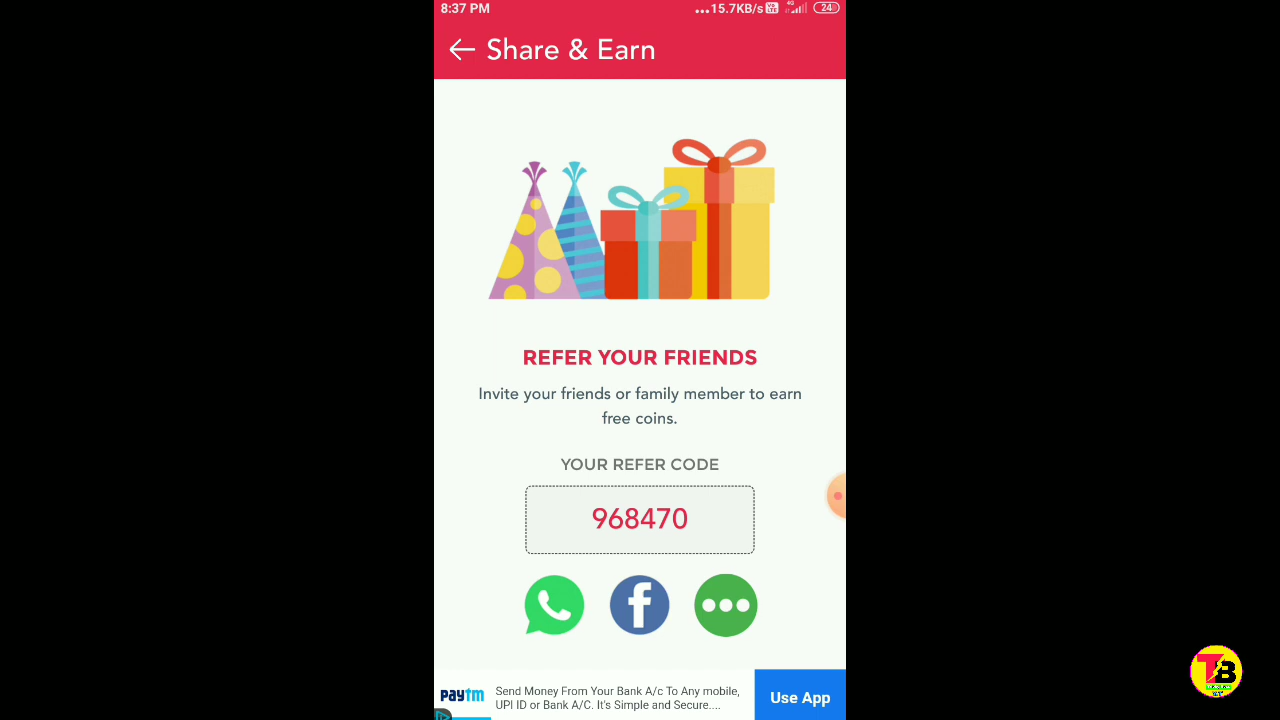 8:37 PM
...15.7KB/s
4G
24
Share & Earn
REFER YOUR FRIENDS
Invite your friends or family member to earn
free coins.
YOUR REFER CODE
968470
paytm
Send Money From Your Bank A/c To Any mobile,
UPI ID or Bank A/C. It's Simple and Secure....
Use App
TB